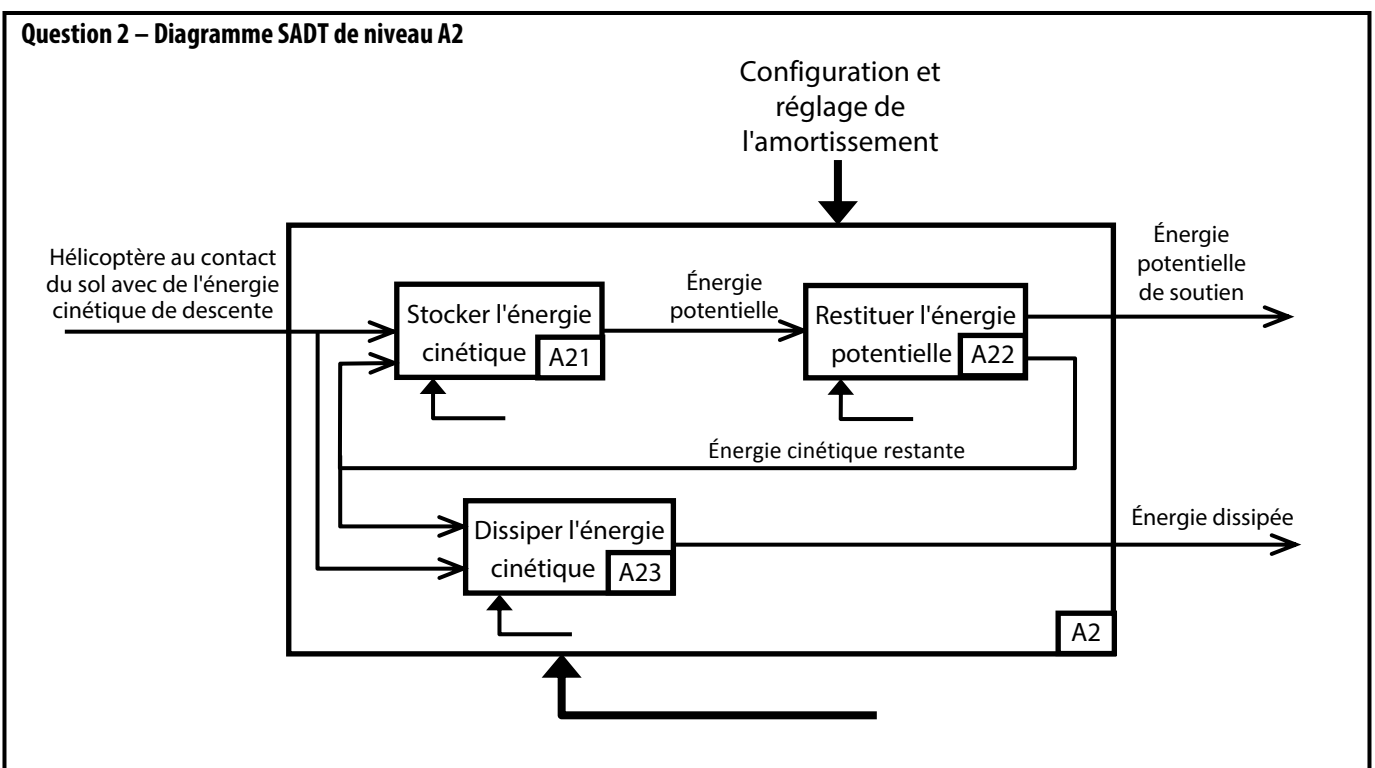 Question 2 – Diagramme SADT de niveau A2
Configuration et
réglage de
l'amortissement
Hélicoptère au contact
du sol avec de l'énergie
cinétique de descente
Stocker l'énergie
cinétique
A21
Énergie
potentielle
Restituer l'énergie
potentielle
A22
Énergie
potentielle
de soutien
Énergie cinétique restante
Dissiper l'énergie
cinétique
A23
Énergie dissipée
A2